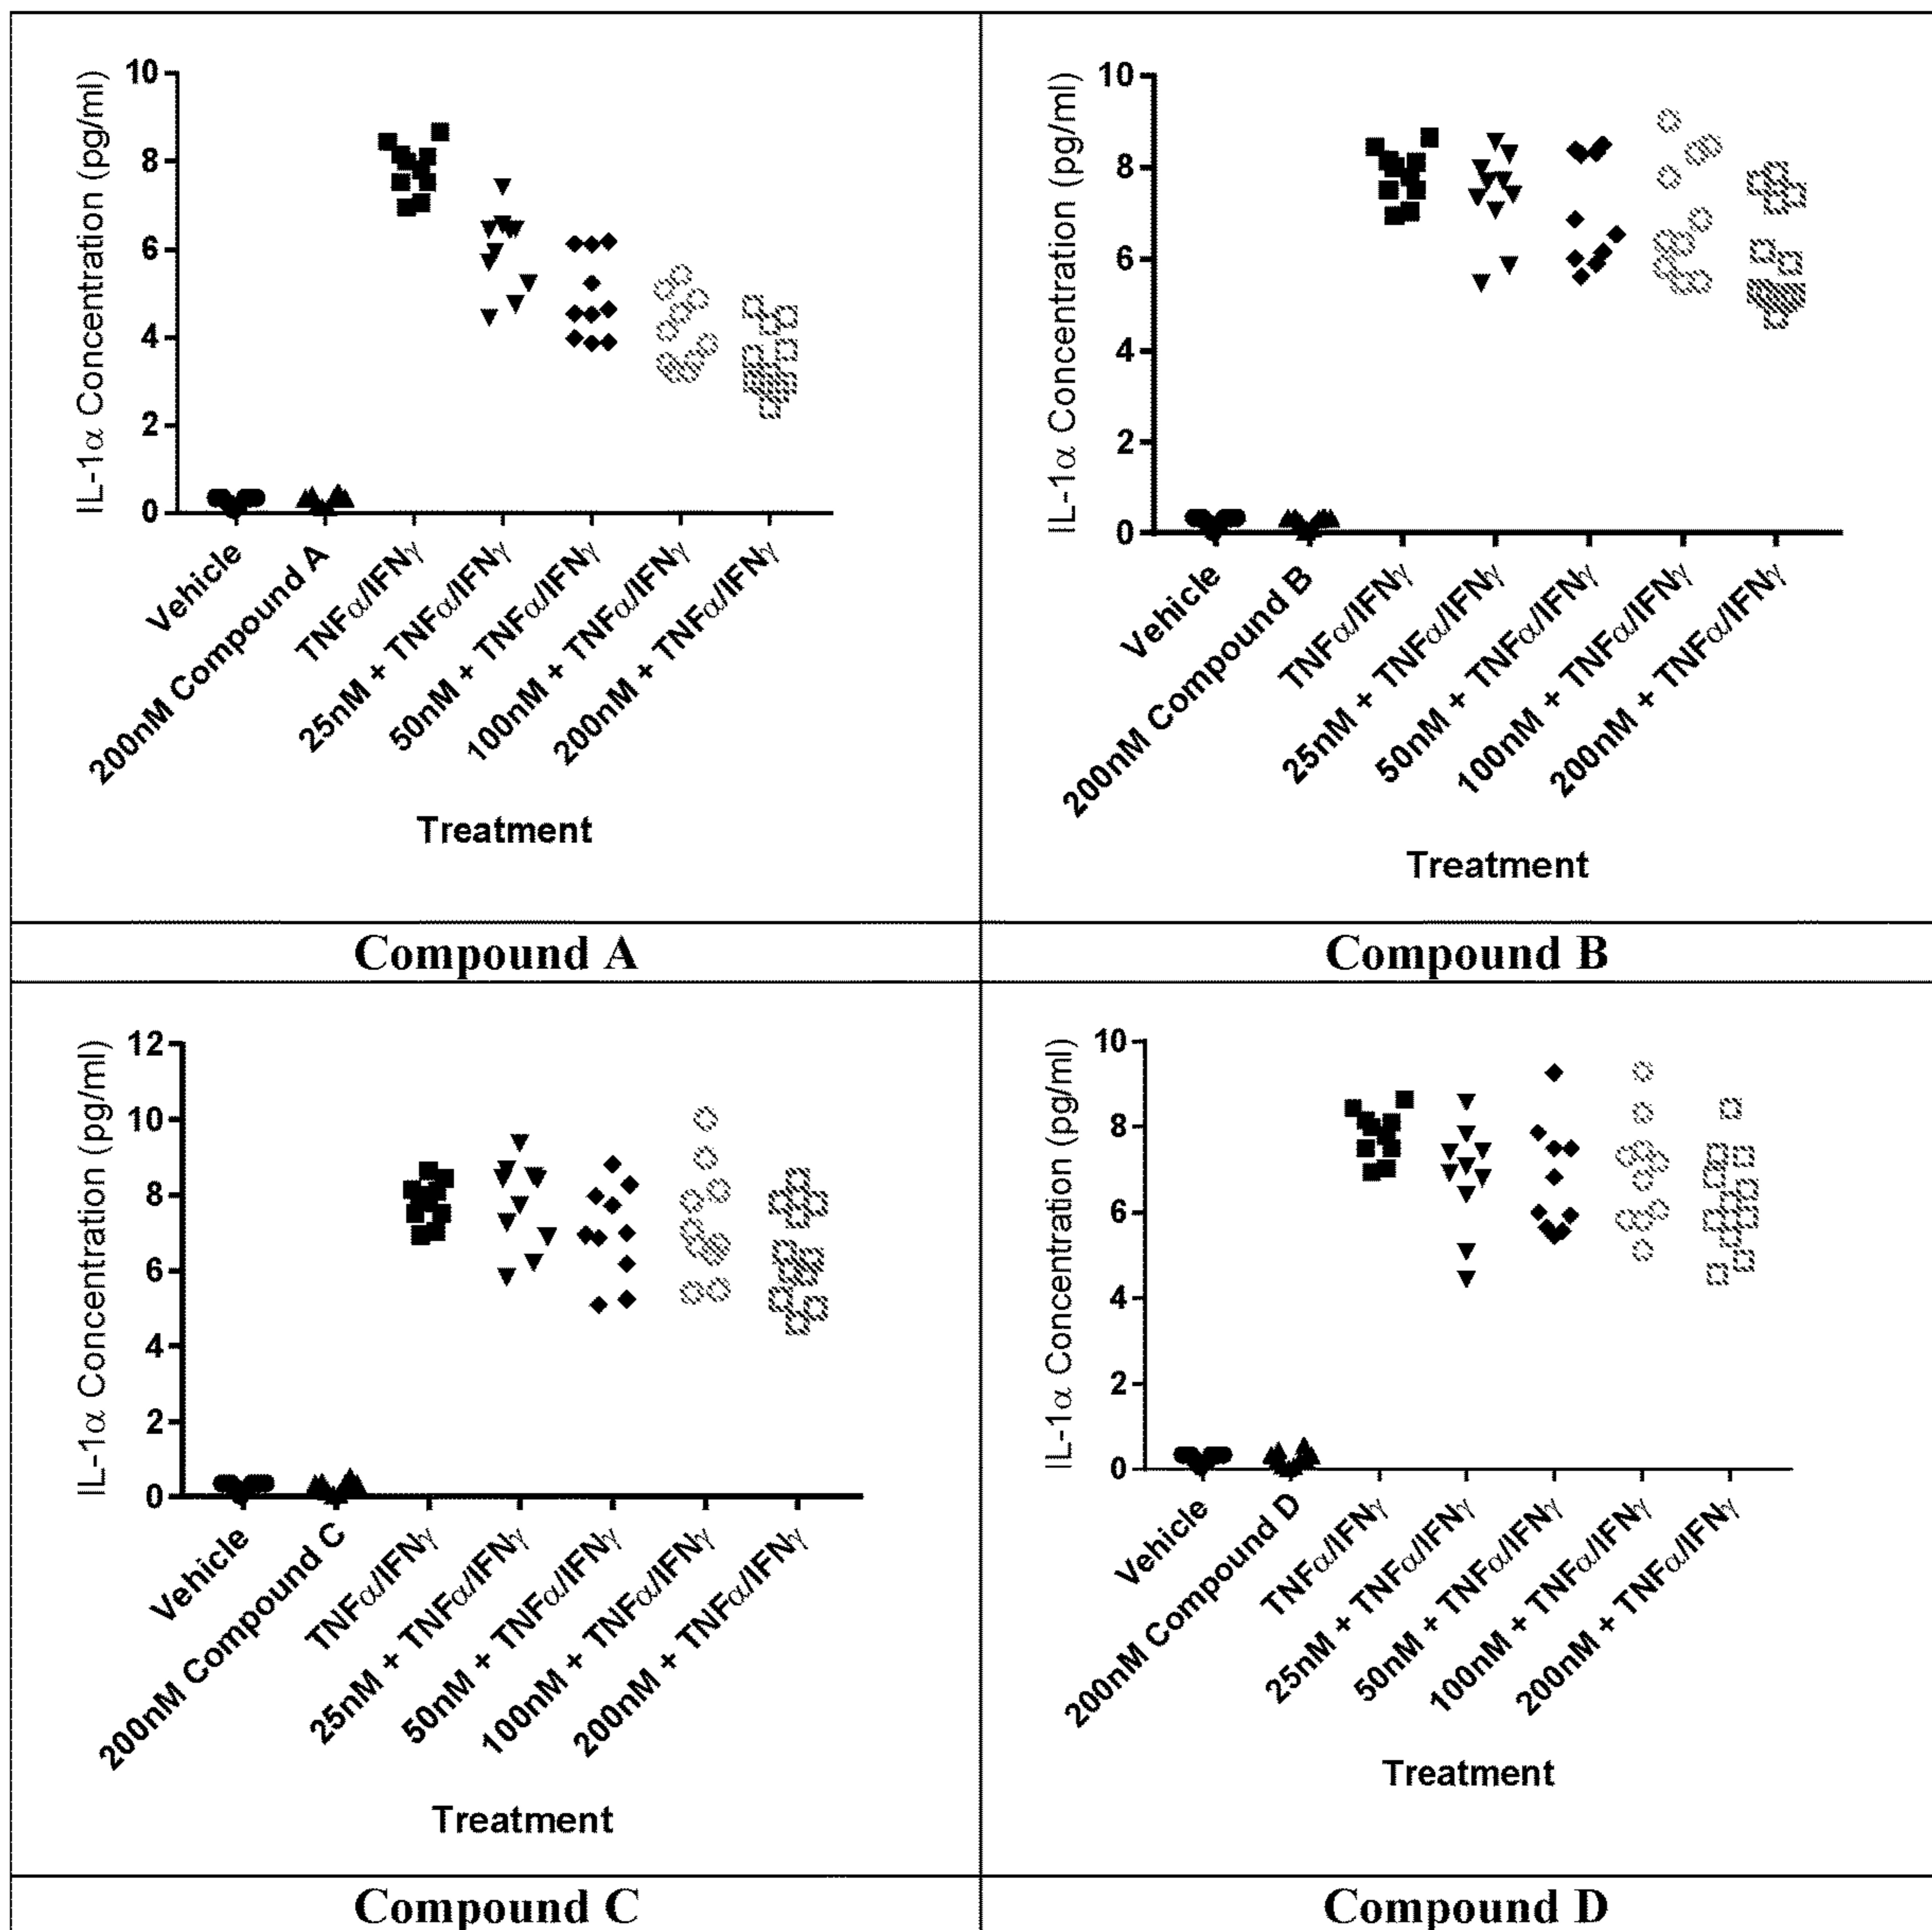 IL-1α Concentration (pg/ml)
10
8
6
4
2
0
Vehicle
200nM Compound A
TNFα/IFNγ
25nM + TNFα/IFNγ
50nM + TNFα/IFNγ
100nM + TNFα/IFNγ
200nM + TNFα/IFNγ
Treatment
IL-1α Concentration (pg/ml)
10
8
6
4
2
0
Vehicle
200nM Compound B
TNFα/IFNγ
25nM + TNFα/IFNγ
50nM + TNFα/IFNγ
100nM + TNFα/IFNγ
200nM + TNFα/IFNγ
Treatment
Compound A
Compound B
IL-1α Concentration (pg/ml)
12
10
8
6
4
2
0
Vehicle
200nM Compound C
TNFα/IFNγ
25nM + TNFα/IFNγ
50nM + TNFα/IFNγ
100nM + TNFα/IFNγ
200nM + TNFα/IFNγ
Treatment
IL-1α Concentration (pg/ml)
10
8
6
4
2
0
Vehicle
200nM Compound D
TNFα/IFNγ
25nM + TNFα/IFNγ
50nM + TNFα/IFNγ
100nM + TNFα/IFNγ
200nM + TNFα/IFNγ
Treatment
Compound C
Compound D